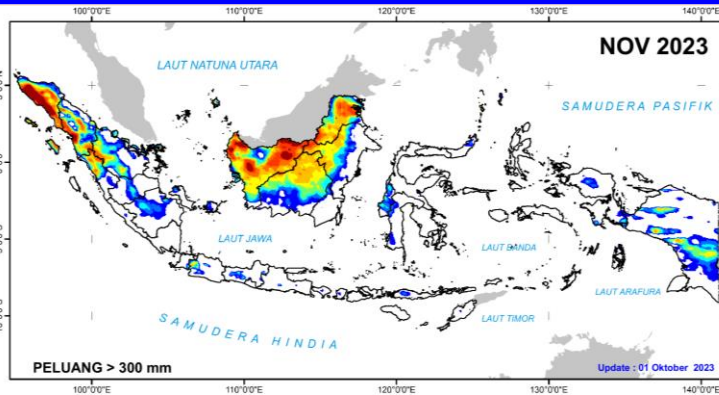 100°0'0"E 110°0'0"E 120°0'0"E 130°0'0"E 140°0'0"E
NOV 2023
LAUT NATUNA UTARA
SAMUDERA PASIFIK
LAUT JAWA
LAUT BANDA
LAUT ARAFURA
LAUT TIMOR
SAMUDERA HINDIA
PELUANG > 300 mm
Update : 01 Oktober 2023
100°0'0"E 110°0'0"E 120°0'0"E 130°0'0"E 140°0'0"E